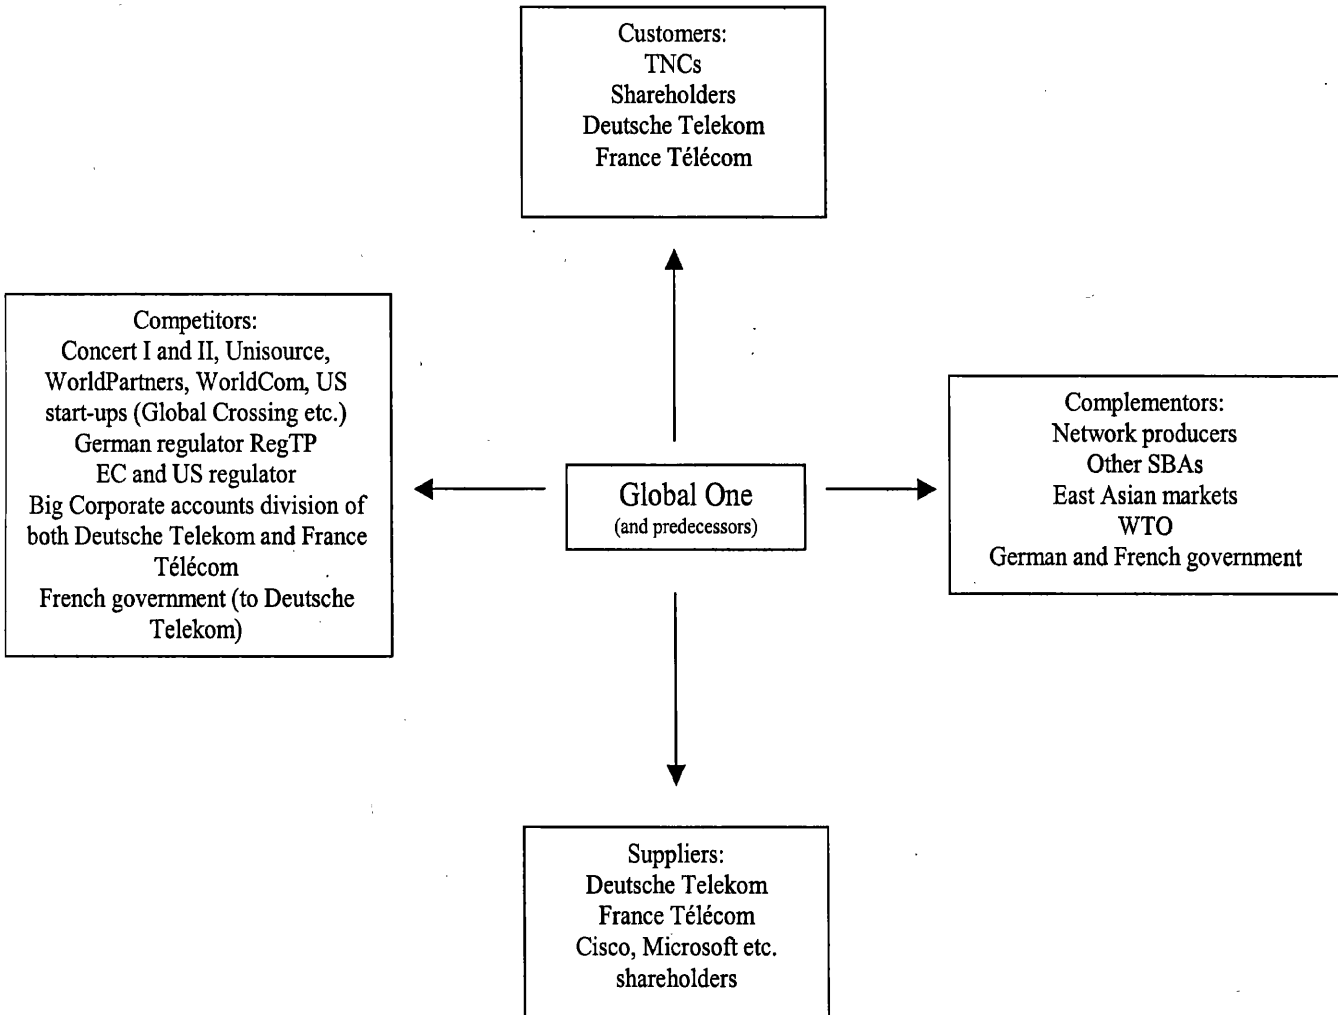 Customers:
TNCs
Shareholders
Deutsche Telekom
France Télécom
Competitors:
Concert I and II, Unisource,
WorldPartners, WorldCom, US
start-ups (Global Crossing etc.)
German regulator RegTP
EC and US regulator
Big Corporate accounts division of
both Deutsche Telekom and France
Télécom
French government (to Deutsche
Telekom)
Global One
(and predecessors)
Complementors:
Network producers
Other SBAs
East Asian markets
WTO
German and French government
Suppliers:
Deutsche Telekom
France Télécom
Cisco, Microsoft etc.
shareholders